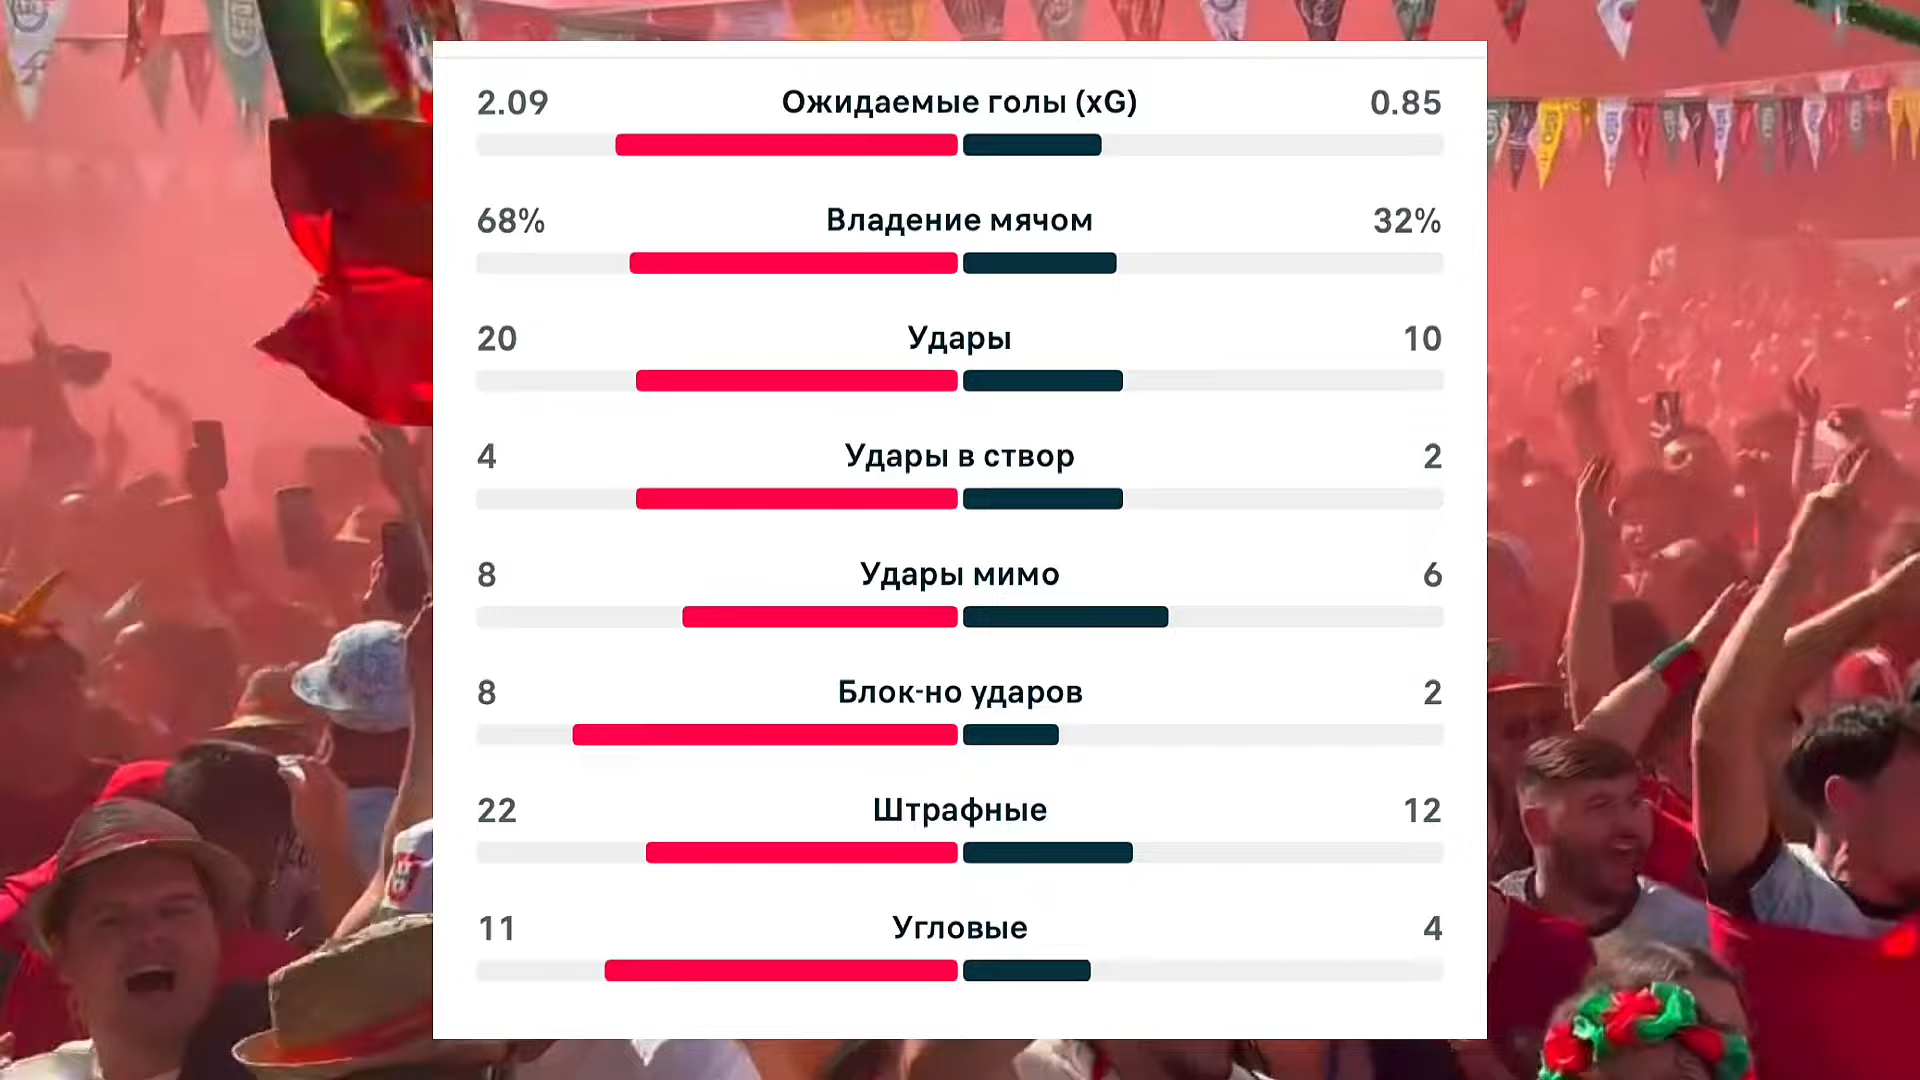 2.09 Ожидаемые голы (xG) 0.85
68% Владение мячом 32%
20 Удары 10
4 Удары в створ 2
8 Удары мимо 6
8 Блок-но ударов 2
22 Штрафные 12
11 Угловые 4